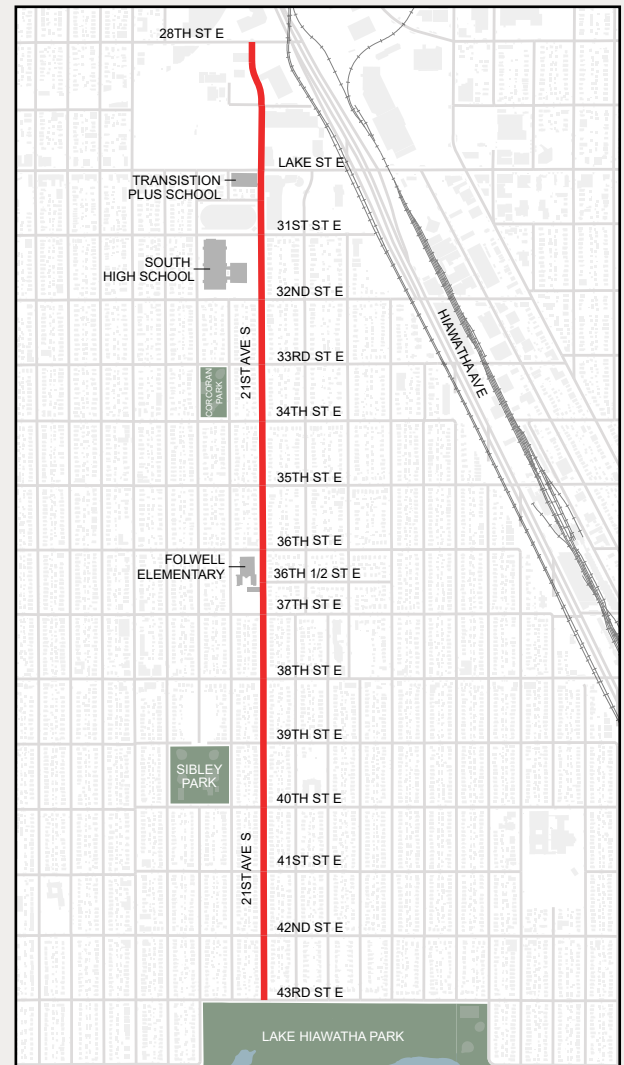 28TH ST E
LAKE ST E
TRANSISTION
PLUS SCHOOL
31ST ST E
SOUTH
HIGH SCHOOL
32ND ST E
HIAWATHA AVE
21ST AVE S
33RD ST E
CORCORAN
PARK
34TH ST E
35TH ST E
36TH ST E
FOLWELL
ELEMENTARY
36TH 1/2 ST E
37TH ST E
38TH ST E
39TH ST E
SIBLEY
PARK
40TH ST E
21ST AVE S
41ST ST E
42ND ST E
43RD ST E
LAKE HIAWATHA PARK